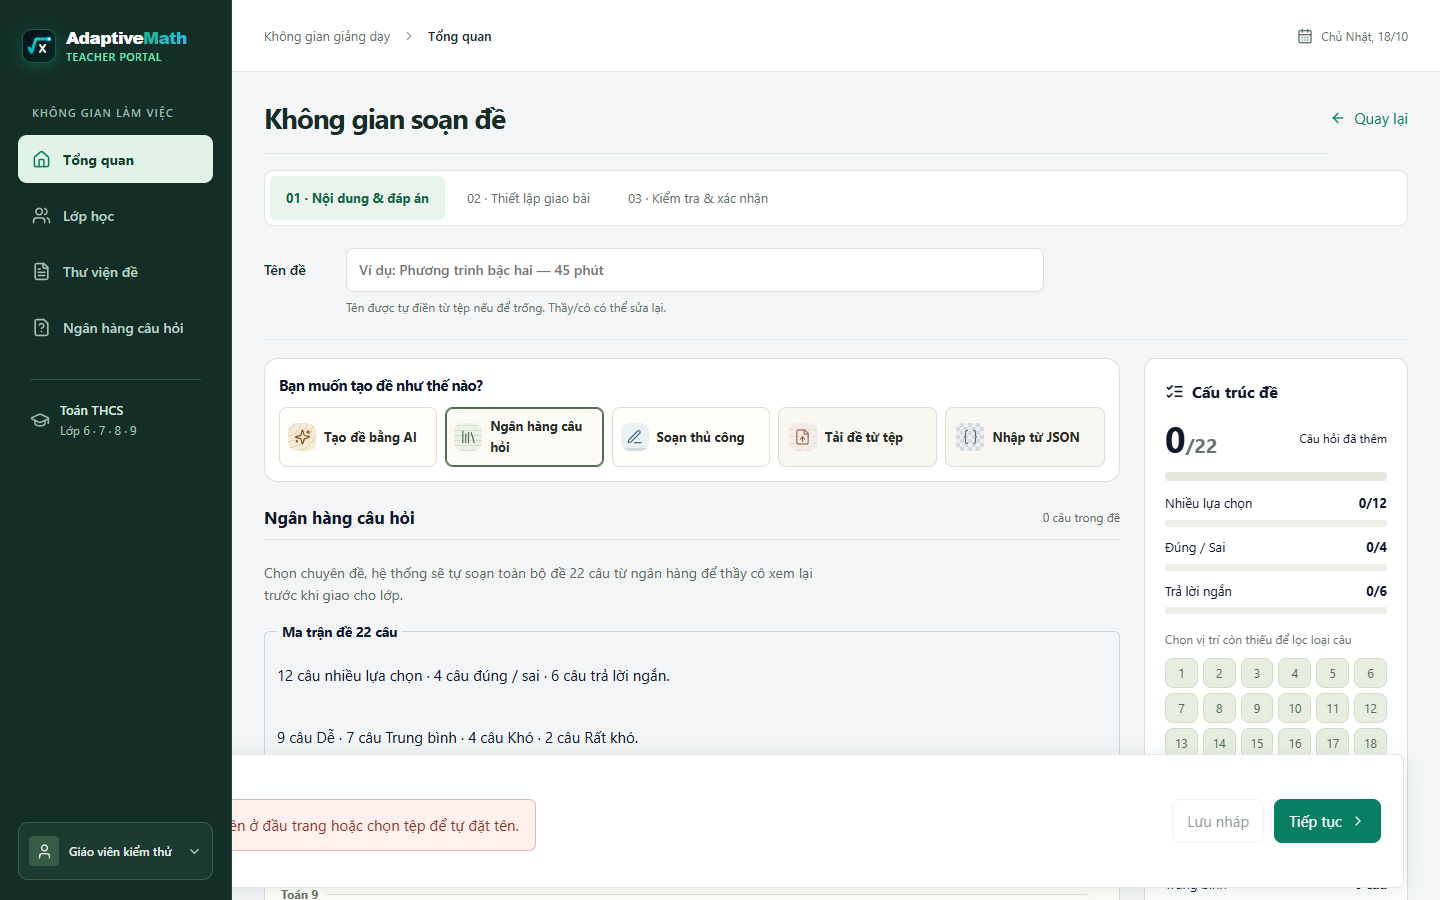 AdaptiveMath
TEACHER PORTAL
KHÔNG GIAN LÀM VIỆC
Tổng quan
Lớp học
Thư viện đề
Ngân hàng câu hỏi
Toán THCS
Lớp 6 · 7 · 8 · 9
Giáo viên kiểm thử
Không gian giảng dạy > Tổng quan
Chủ Nhật, 18/10
Không gian soạn đề
Quay lại
01 · Nội dung & đáp án
02 · Thiết lập giao bài
03 · Kiểm tra & xác nhận
Tên đề
Ví dụ: Phương trình bậc hai — 45 phút
Tên được tự điền từ tệp nếu để trống. Thầy/cô có thể sửa lại.
Bạn muốn tạo đề như thế nào?
Tạo đề bằng AI
Ngân hàng câu
hỏi
Soạn thủ công
Tải đề từ tệp
Nhập từ JSON
Ngân hàng câu hỏi
0 câu trong đề
Chọn chuyên đề, hệ thống sẽ tự soạn toàn bộ đề 22 câu từ ngân hàng để thầy cô xem lại
trước khi giao cho lớp.
Ma trận đề 22 câu
12 câu nhiều lựa chọn · 4 câu đúng / sai · 6 câu trả lời ngắn.
9 câu Dễ · 7 câu Trung bình · 4 câu Khó · 2 câu Rất khó.
Cấu trúc đề
0/22
Câu hỏi đã thêm
Nhiều lựa chọn 0/12
Đúng / Sai 0/4
Trả lời ngắn 0/6
Chọn vị trí còn thiếu để lọc loại câu
1 2 3 4 5 6
7 8 9 10 11 12
13 14 15 16 17 18
ở đầu trang hoặc chọn tệp để tự đặt tên.
Lưu nháp
Tiếp tục
Toán 9